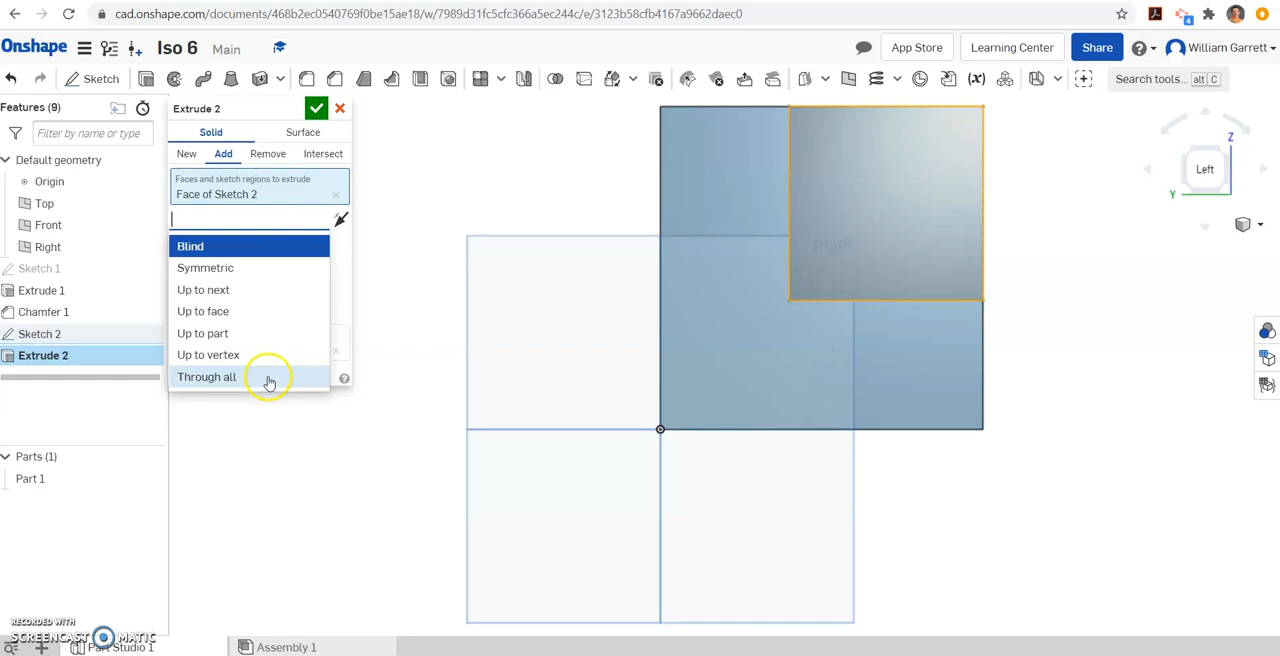 cad.onshape.com/documents/468b2ec0540769f0be15ae18/w/7989d31fc5cfc366a5ec244c/e/3123b58cfb4167a9662daec0
4
Onshape
Iso 6 Main
App Store
Learning Center
Share
William Garrett
Sketch
Search tools... alt C
Features (9)
Filter by name or type
Default geometry
Origin
Top
Front
Right
Sketch 1
Extrude 1
Chamfer 1
Sketch 2
Extrude 2
Parts (1)
Part 1
Extrude 2
Solid
Surface
New
Add
Remove
Intersect
Faces and sketch regions to extrude
Face of Sketch 2
Blind
Symmetric
Up to next
Up to face
Up to part
Up to vertex
Through all
Right
Z
Left
Y
RECORDED WITH
SCREENCAST MATIC
Part Studio 1
Assembly 1